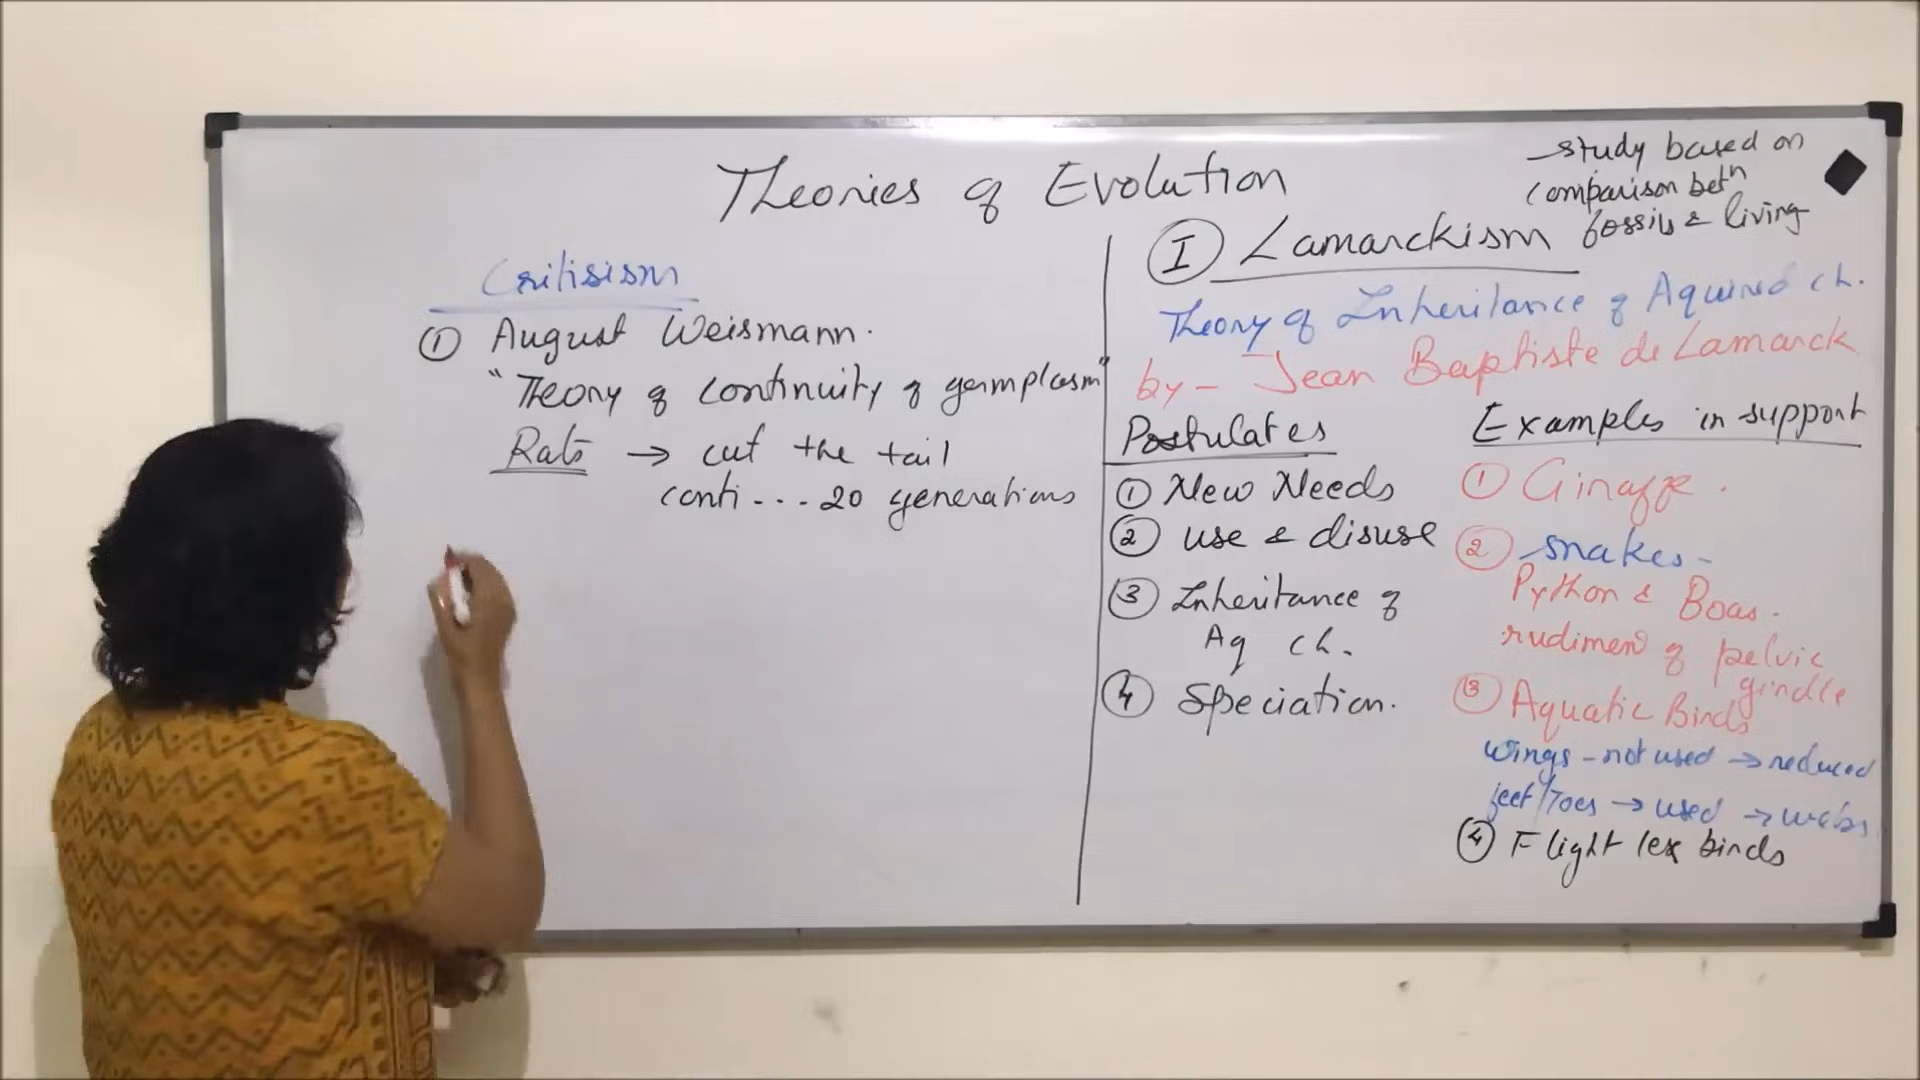 Theories of Evolution
Critisism
① August Weismann.
"Theory of continuity of germplasm"
Rats → cut the tail
conti... 20 generations
- study based on
comparison betn
fossils & living
Ⅰ Lamarckism
Theory of Inheritance of Aquired ch.
by - Jean Baptiste de Lamarck
Postulates
① New Needs
② use & disuse
③ Inheritance of
Aq ch.
④ Speciation.
Examples in support
① Giraffe.
② snakes -
Python & Boas.
rudiment of pelvic
girdle
③ Aquatic Birds
wings - not used → reduced
feet/Toes → used → webs
④ Flight less birds